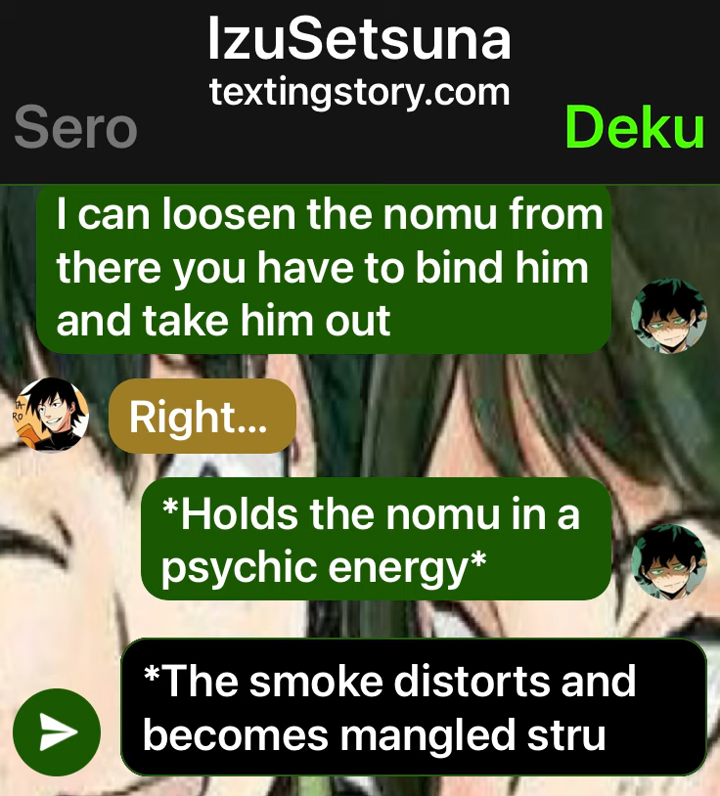 IzuSetsuna
textingstory.com
Sero
Deku
I can loosen the nomu from
there you have to bind him
and take him out
Right...
*Holds the nomu in a
psychic energy*
*The smoke distorts and
becomes mangled stru